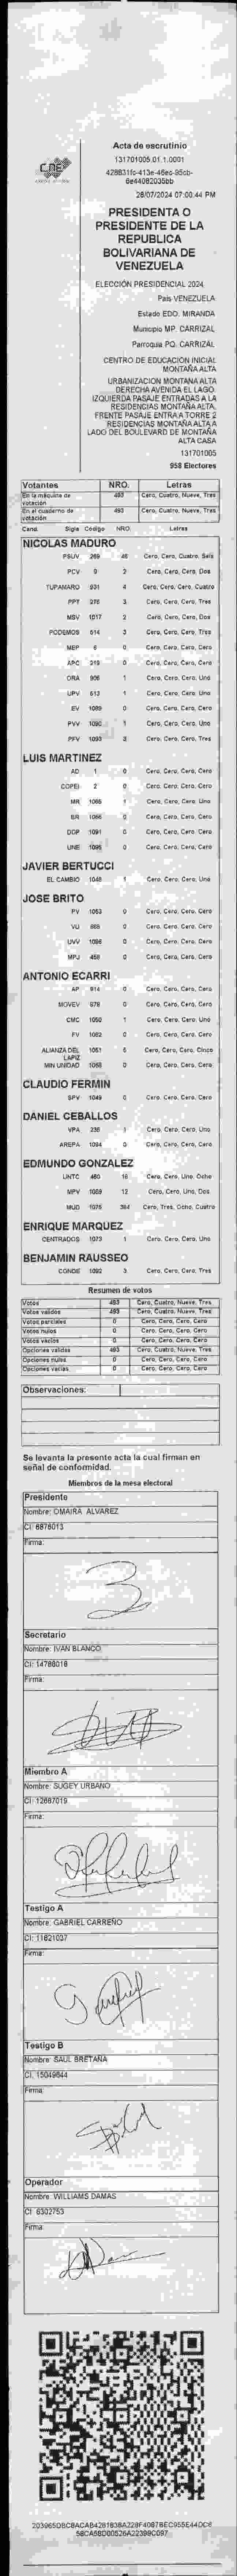 Acta de escrutinio
131701005.01.1.0001
28/07/2024 07:00:44 PM
PRESIDENTA O
PRESIDENTE DE LA
REPUBLICA
BOLIVARIANA DE
VENEZUELA
ELECCIÓN PRESIDENCIAL 2024
País VENEZUELA
Estado EDO. MIRANDA
Municipio MP. CARRIZAL
Parroquia PQ. CARRIZAL
CENTRO DE EDUCACIÓN INICIAL
MONTAÑA ALTA
URBANIZACION MONTAÑA ALTA
DERECHA AVENIDA EL LAGO.
IZQUIERDA PASAJE ENTRADAS A LA
RESIDENCIAS MONTAÑA ALTA.
FRENTE PASAJE ENTRA A TORRE 2
RESIDENCIAS MONTAÑA ALTA A
LADO DEL BOULEVARD DE MONTAÑA
ALTA CASA
131701005
958 Electores
Votantes NRO. Letras
En la máquina de votación 493 Cero, Cuatro, Nueve, Tres
En el cuaderno de votación 493 Cero, Cuatro, Nueve, Tres
Cand. Sigla Código NRO. Letras
NICOLAS MADURO
PSUV 269 46 Cero, Cero, Cuatro, Seis
PCV 9 2 Cero, Cero, Cero, Dos
TUPAMARO 931 4 Cero, Cero, Cero, Cuatro
PPT 275 3 Cero, Cero, Cero, Tres
MSV 1017 2 Cero, Cero, Cero, Dos
PODEMOS 514 3 Cero, Cero, Cero, Tres
MEP 6 0 Cero, Cero, Cero, Cero
APC 219 0 Cero, Cero, Cero, Cero
ORA 906 1 Cero, Cero, Cero, Uno
UPV 513 1 Cero, Cero, Cero, Uno
EV 1089 0 Cero, Cero, Cero, Cero
PVV 1090 1 Cero, Cero, Cero, Uno
PFV 1093 3 Cero, Cero, Cero, Tres
LUIS MARTINEZ
AD 1 0 Cero, Cero, Cero, Cero
COPEI 2 0 Cero, Cero, Cero, Cero
MR 1065 1 Cero, Cero, Cero, Uno
BR 1066 0 Cero, Cero, Cero, Cero
DDP 1091 0 Cero, Cero, Cero, Cero
UNE 1095 0 Cero, Cero, Cero, Cero
JAVIER BERTUCCI
EL CAMBIO 1048 1 Cero, Cero, Cero, Uno
JOSE BRITO
PV 1053 0 Cero, Cero, Cero, Cero
VU 868 0 Cero, Cero, Cero, Cero
UVV 1096 0 Cero, Cero, Cero, Cero
MPJ 458 0 Cero, Cero, Cero, Cero
ANTONIO ECARRI
AP 914 0 Cero, Cero, Cero, Cero
MOVEV 978 0 Cero, Cero, Cero, Cero
CMC 1050 1 Cero, Cero, Cero, Uno
FV 1062 0 Cero, Cero, Cero, Cero
ALIANZA DEL LAPIZ 1051 5 Cero, Cero, Cero, Cinco
MIN UNIDAD 1068 0 Cero, Cero, Cero, Cero
CLAUDIO FERMIN
SPV 1049 0 Cero, Cero, Cero, Cero
DANIEL CEBALLOS
VPA 238 1 Cero, Cero, Cero, Uno
AREPA 1094 0 Cero, Cero, Cero, Cero
EDMUNDO GONZALEZ
UNTC 480 18 Cero, Cero, Uno, Ocho
MPV 1059 12 Cero, Cero, Uno, Dos
MUD 1075 384 Cero, Tres, Ocho, Cuatro
ENRIQUE MARQUEZ
CENTRADOS 1073 1 Cero, Cero, Cero, Uno
BENJAMIN RAUSSEO
CONDE 1092 3 Cero, Cero, Cero, Tres
Resumen de votos
Votos 493 Cero, Cuatro, Nueve, Tres
Votos validos 493 Cero, Cuatro, Nueve, Tres
Votos parciales 0 Cero, Cero, Cero, Cero
Votos nulos 0 Cero, Cero, Cero, Cero
Votos vacios 0 Cero, Cero, Cero, Cero
Opciones validas 493 Cero, Cuatro, Nueve, Tres
Opciones nulas 0 Cero, Cero, Cero, Cero
Opciones vacias 0 Cero, Cero, Cero, Cero
Observaciones:
Se levanta la presente acta la cual firman en
señal de conformidad.
Miembros de la mesa electoral
Presidente
Nombre: OMAIRA ALVAREZ
CI: 6876013
Firma:
Secretario
Nombre: IVAN BLANCO
CI: 14788018
Firma:
Miembro A
Nombre: SUGEY URBANO
CI: 12687019
Firma:
Testigo A
Nombre: GABRIEL CARREÑO
CI: 11821037
Firma:
Testigo B
Nombre: SAUL BRETAÑA
CI: 15049844
Firma:
Operador
Nombre: WILLIAMS DAMAS
CI: 6302753
Firma: